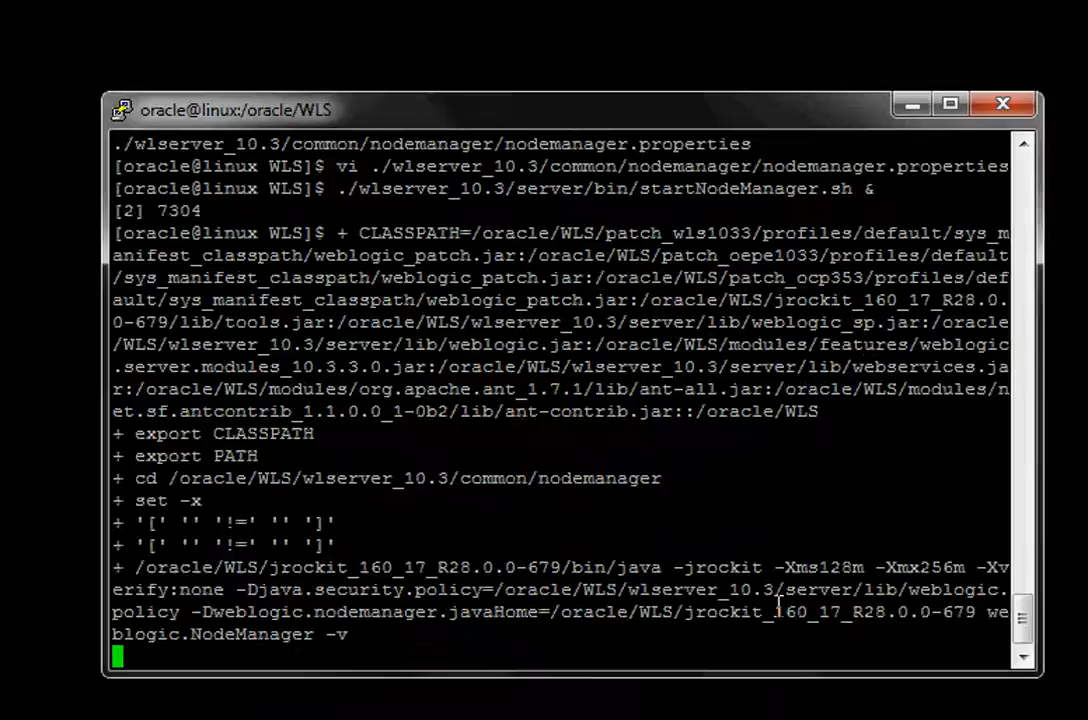 oracle@linux:/oracle/WLS
./wlserver_10.3/common/nodemanager/nodemanager.properties
[oracle@linux WLS]$ vi ./wlserver_10.3/common/nodemanager/nodemanager.properties
[oracle@linux WLS]$ ./wlserver_10.3/server/bin/startNodeManager.sh &
[2] 7304
[oracle@linux WLS]$ + CLASSPATH=/oracle/WLS/patch_wls1033/profiles/default/sys_m
anifest_classpath/weblogic_patch.jar:/oracle/WLS/patch_oepe1033/profiles/default
/sys_manifest_classpath/weblogic_patch.jar:/oracle/WLS/patch_ocp353/profiles/def
ault/sys_manifest_classpath/weblogic_patch.jar:/oracle/WLS/jrockit_160_17_R28.0.
0-679/lib/tools.jar:/oracle/WLS/wlserver_10.3/server/lib/weblogic_sp.jar:/oracle
/WLS/wlserver_10.3/server/lib/weblogic.jar:/oracle/WLS/modules/features/weblogic
.server.modules_10.3.3.0.jar:/oracle/WLS/wlserver_10.3/server/lib/webservices.ja
r:/oracle/WLS/modules/org.apache.ant_1.7.1/lib/ant-all.jar:/oracle/WLS/modules/n
et.sf.antcontrib_1.1.0.0_1-0b2/lib/ant-contrib.jar::/oracle/WLS
+ export CLASSPATH
+ export PATH
+ cd /oracle/WLS/wlserver_10.3/common/nodemanager
+ set -x
+ '[' '' '!=' '' ']'
+ '[' '' '!=' '' ']'
+ /oracle/WLS/jrockit_160_17_R28.0.0-679/bin/java -jrockit -Xms128m -Xmx256m -Xv
erify:none -Djava.security.policy=/oracle/WLS/wlserver_10.3/server/lib/weblogic.
policy -Dweblogic.nodemanager.javaHome=/oracle/WLS/jrockit_160_17_R28.0.0-679 we
blogic.NodeManager -v